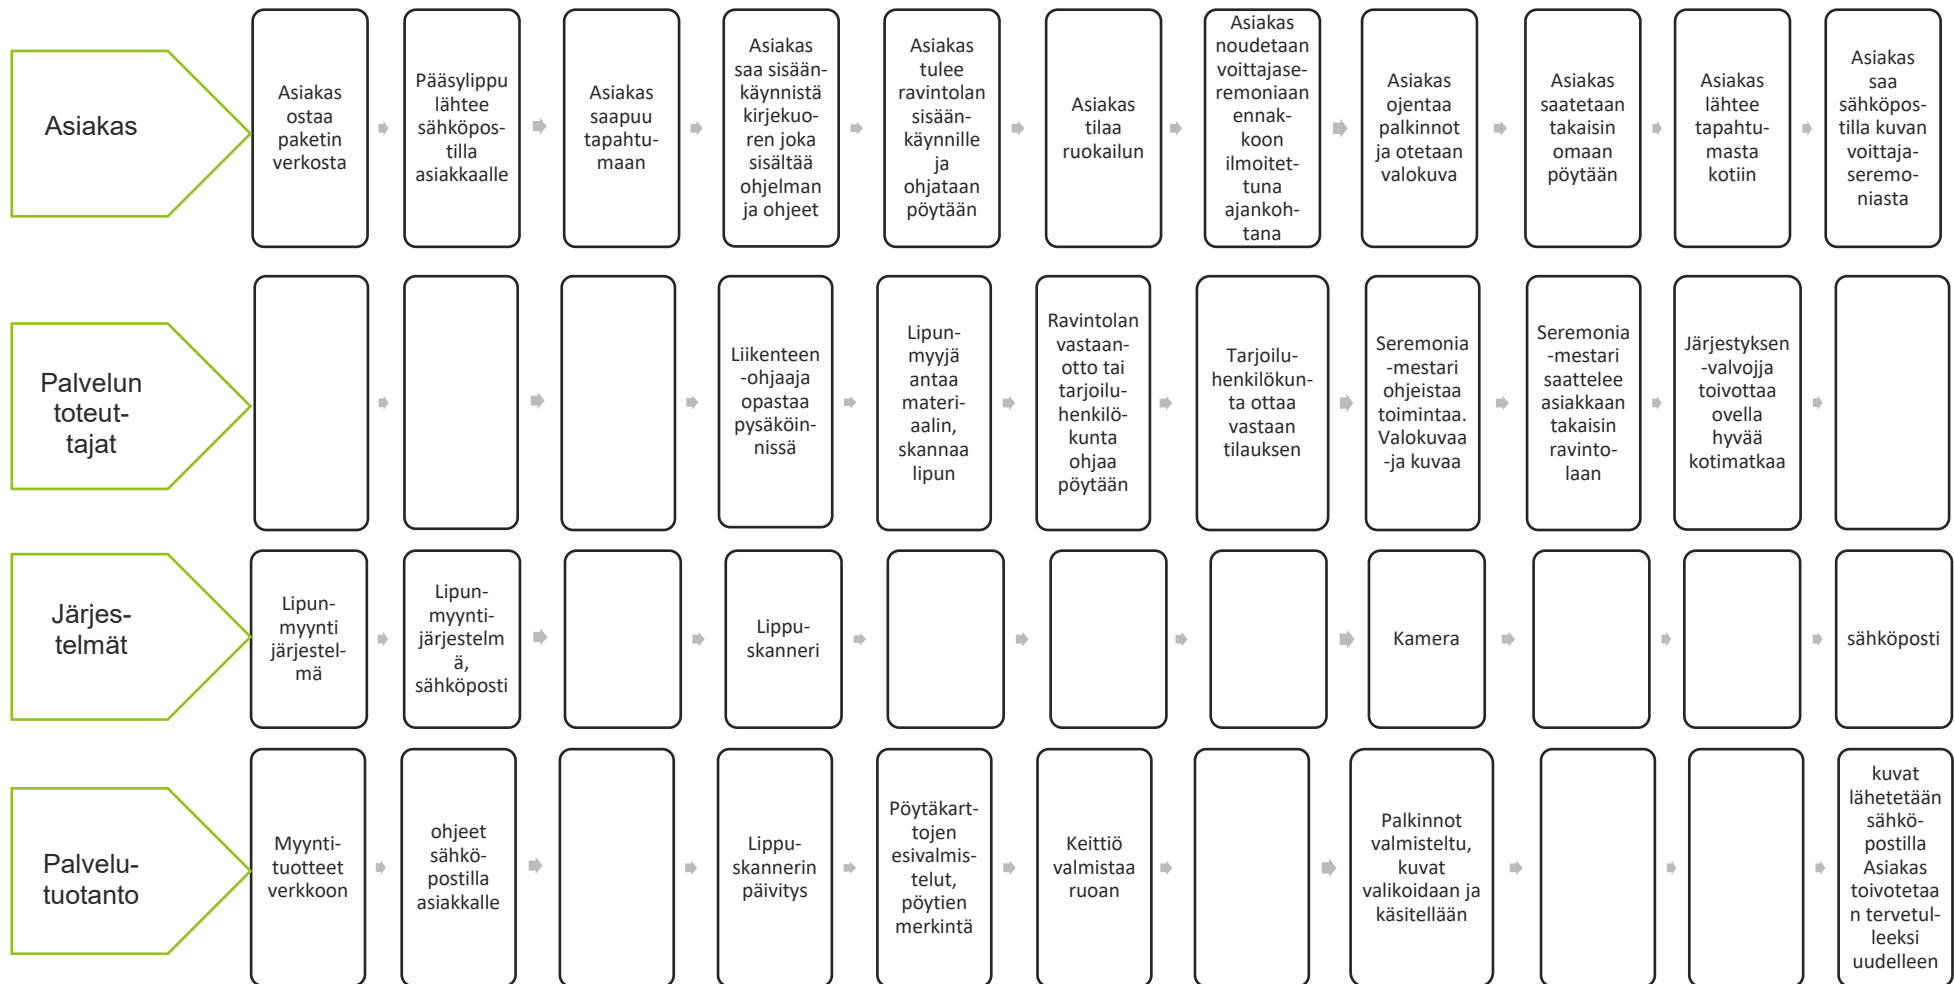 Asiakas
Asiakas
ostaa
paketin
verkosta
Pääsylippu
lähtee
sähköpos-
tilla
asiakkaalle
Asiakas
saapuu
tapahtu-
maan
Asiakas
saa sisään-
käynnistä
kirjekuo-
ren joka
sisältää
ohjelman
ja ohjeet
Asiakas
tulee
ravintolan
sisään-
käynnille
ja
ohjataan
pöytään
Asiakas
tilaa
ruokailun
Asiakas
noudetaan
voittajase-
remoniaan
ennak-
koon
ilmoitet-
tuna
ajankoh-
tana
Asiakas
ojentaa
palkinnot
ja otetaan
valokuva
Asiakas
saatetaan
takaisin
omaan
pöytään
Asiakas
lähtee
tapahtu-
masta
kotiin
Asiakas
saa
sähköpos-
tilla kuvan
voittaja-
seremo-
niasta
Palvelun
toteut-
tajat
Liikenteen
-ohjaaja
opastaa
pysäköin-
nissä
Lipun-
myyjä
antaa
materi-
aalin,
skannaa
lipun
Ravintolan
vastaan-
otto tai
tarjoilu-
henkilö-
kunta
ohjaa
pöytään
Tarjoilu-
henkilökun-
ta ottaa
vastaan
tilauksen
Seremonia
-mestari
ohjeistaa
toimintaa.
Valokuvaa
-ja kuvaa
Seremonia
-mestari
saattelee
asiakkaan
takaisin
ravinto-
laan
Järjestyksen
-valvojja
toivottaa
ovella
hyvää
kotimatkaa
Järjes-
telmät
Lipun-
myynti
järjestel-
mä
Lipun-
myynti-
järjestelm
ä,
sähköposti
Lippu-
skanneri
Kamera
sähköposti
Palvelu-
tuotanto
Myynti-
tuotteet
verkkoon
ohjeet
sähkö-
postilla
asiakkalle
Lippu-
skannerin
päivitys
Pöytäkart-
tojen
esivalmis-
telut,
pöytien
merkintä
Keittiö
valmistaa
ruoan
Palkinnot
valmisteltu,
kuvat
valikoidaan ja
käsitellään
kuvat
lähetetään
sähkö-
postilla
Asiakas
toivotetaa
n tervetul-
leeksi
uudelleen